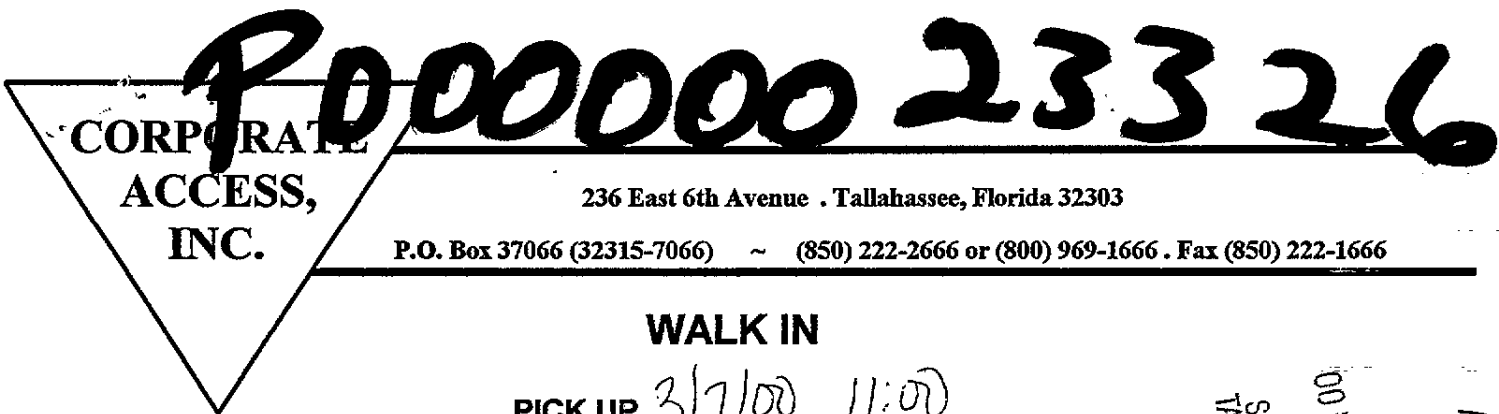 P00000023326
CORPORATE
ACCESS,
INC.
236 East 6th Avenue . Tallahassee, Florida 32303
P.O. Box 37066 (32315-7066) ~ (850) 222-2666 or (800) 969-1666 . Fax (850) 222-1666
WALK IN
PICK UP 3/7/00 11:00